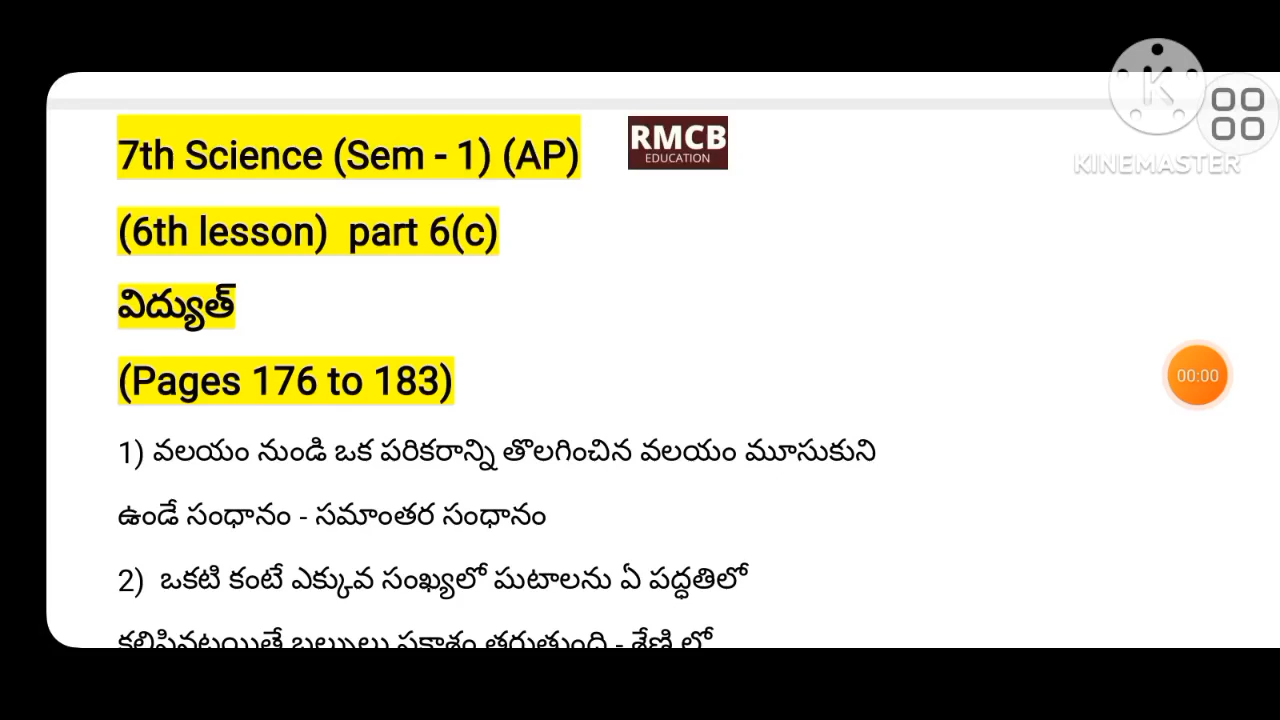 7th Science (Sem - 1) (AP)
RMCB
EDUCATION
KINEMASTER
(6th lesson) part 6(c)
విద్యుత్
(Pages 176 to 183)
00:00
1) వలయం నుండి ఒక పరికరాన్ని తొలగించిన వలయం మూసుకుని
ఉండే సంధానం - సమాంతర సంధానం
2) ఒకటి కంటే ఎక్కువ సంఖ్యలో ఘటాలను ఏ పద్ధతిలో
- శ్రేణి లో